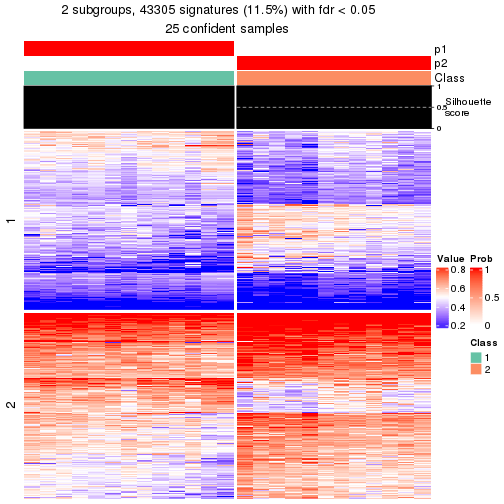 2 subgroups, 43305 signatures (11.5%) with fdr < 0.05
25 confident samples
p1
p2
Class
1
0.5
0
Silhouette
score
1
2
Value
0.8
0.6
0.4
0.2
Prob
1
0.5
0
Class
1
2